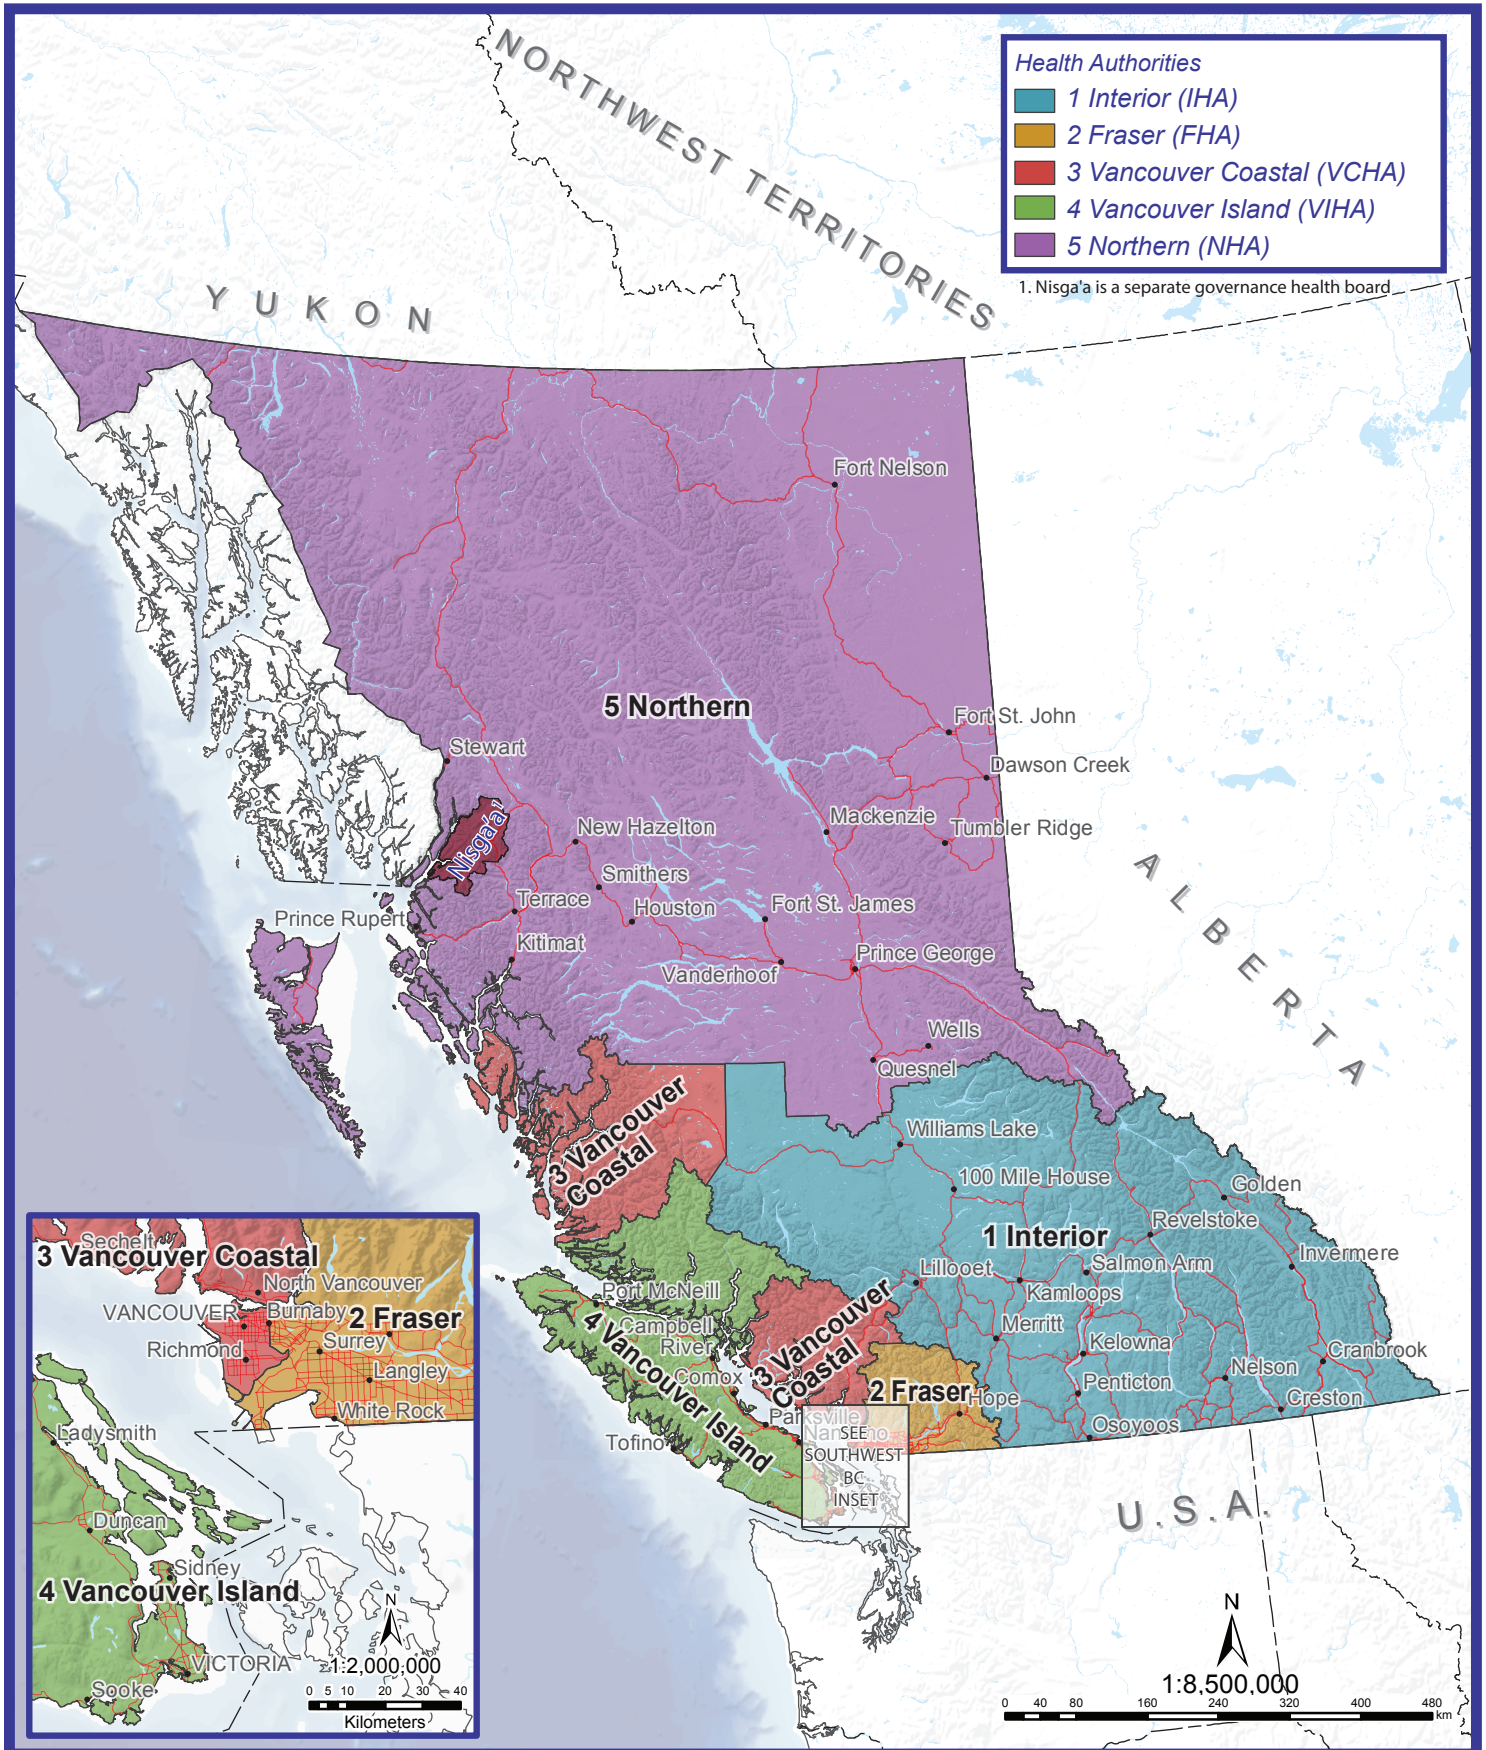 NORTHWEST TERRITORIES
YUKON
Health Authorities
1 Interior (IHA)
2 Fraser (FHA)
3 Vancouver Coastal (VCHA)
4 Vancouver Island (VIHA)
5 Northern (NHA)
1. Nisga'a is a separate governance health board
Fort Nelson
5 Northern
Fort St. John
Stewart
Dawson Creek
Nisga'a1
Mackenzie
New Hazelton
Tumbler Ridge
Smithers
Terrace
Houston
Fort St. James
Prince Rupert
Kitimat
Prince George
Vanderhoof
ALBERTA
Wells
Quesnel
3 Vancouver
Coastal
Williams Lake
100 Mile House
Golden
Revelstoke
1 Interior
Invermere
Salmon Arm
Lillooet
Kamloops
Port McNeill
Merritt
Campbell
River
4 Vancouver Island
3 Vancouver
Coastal
Kelowna
Cranbrook
Comox
Nelson
Penticton
2 Fraser
Hope
Creston
Parksville
Nanaimo
Osoyoos
Tofino
SEE
SOUTHWEST
BC
INSET
U.S.A.
N
1:8,500,000
0 40 80 160 240 320 400 480
km
Sechelt
3 Vancouver Coastal
North Vancouver
VANCOUVER
Burnaby
2 Fraser
Richmond
Surrey
Langley
White Rock
Ladysmith
Duncan
Sidney
4 Vancouver Island
N
VICTORIA
1:2,000,000
Sooke
0 5 10 20 30 40
Kilometers